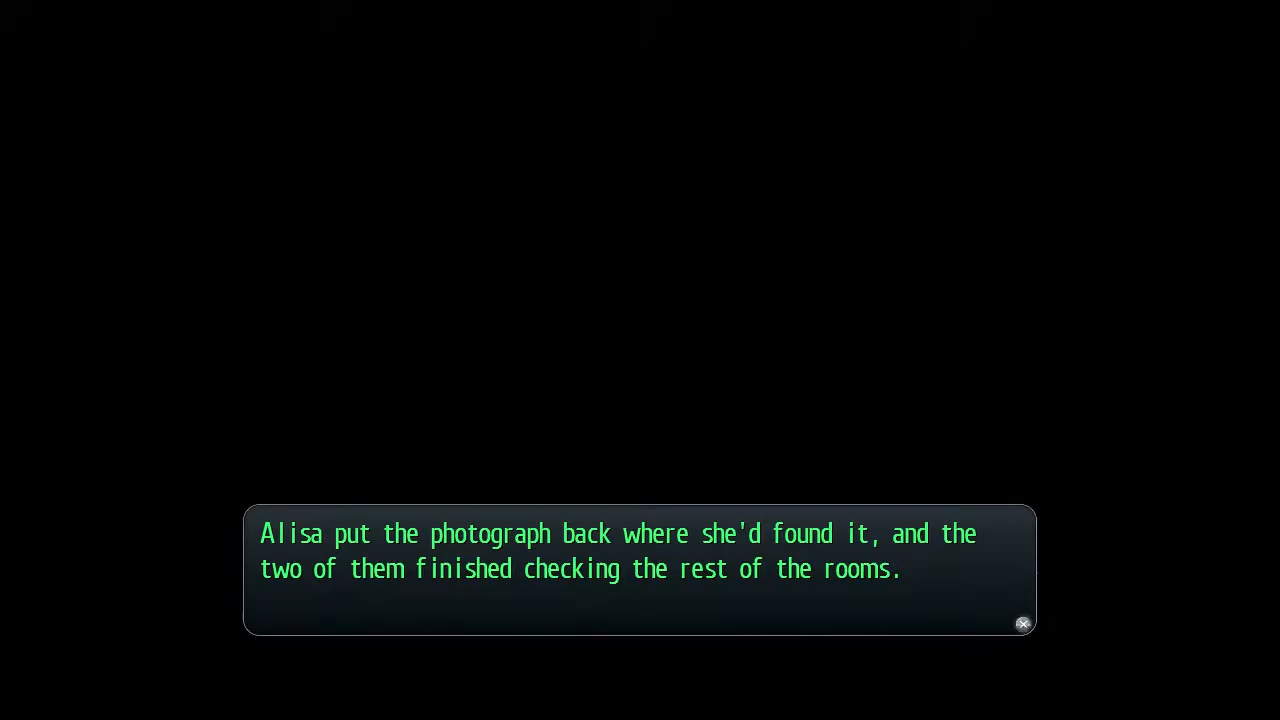 Alisa put the photograph back where she'd found it, and the
two of them finished checking the rest of the rooms.